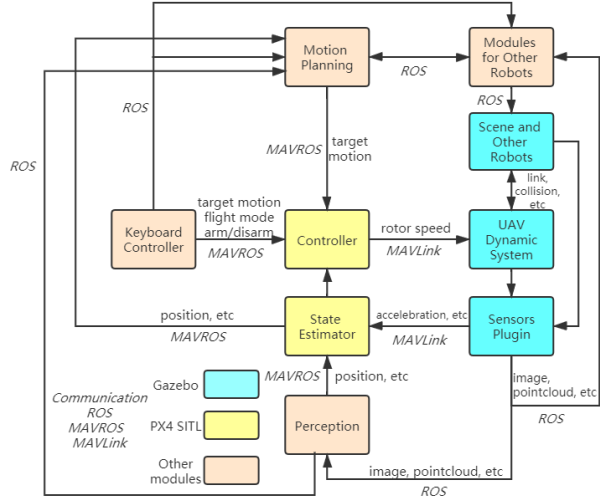 Motion
Planning
ROS
Modules
for Other
Robots
ROS
ROS
ROS
MAVROS
target
motion
Scene and
Other
Robots
link,
collision,
etc
Keyboard
Controller
target motion
flight mode
arm/disarm
MAVROS
Controller
rotor speed
MAVLink
UAV
Dynamic
System
position, etc
MAVROS
State
Estimator
accelebration, etc
MAVLink
Sensors
Plugin
MAVROS
position, etc
image,
pointcloud, etc
ROS
Communication
ROS
MAVROS
MAVLink
Gazebo
PX4 SITL
Other
modules
Perception
image, pointcloud, etc
ROS